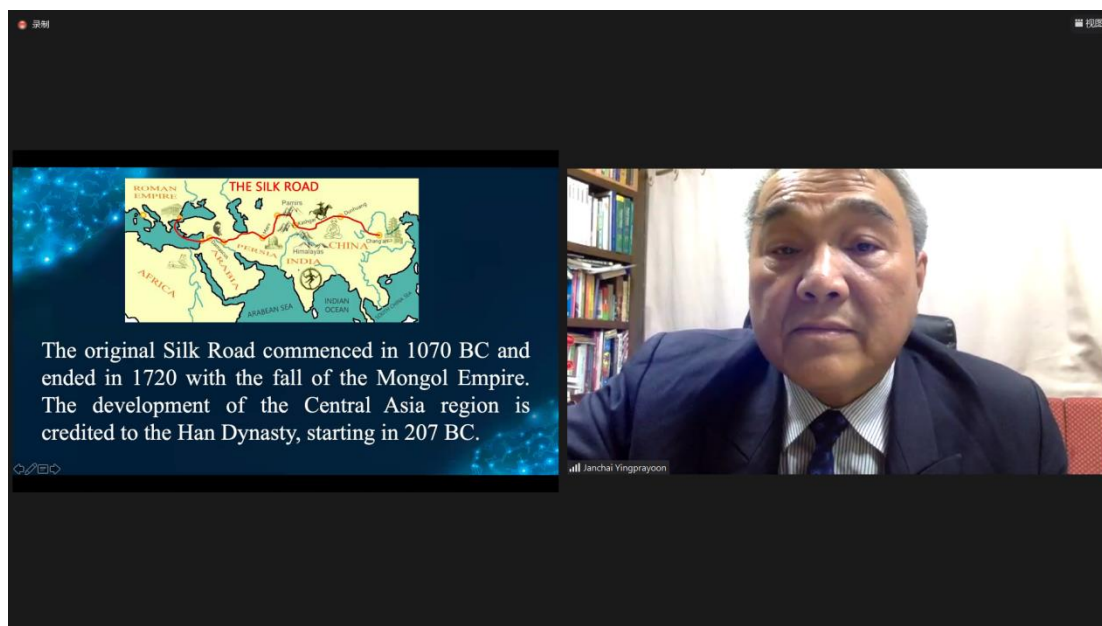 录制
视图
THE SILK ROAD
ROMAN
EMPIRE
Pamirs
Dunhuang
CHINA
PERSIA
Himalayas
INDIA
ARABIA
AFRICA
ARABEAN SEA
INDIAN
OCEAN
The original Silk Road commenced in 1070 BC and
ended in 1720 with the fall of the Mongol Empire.
The development of the Central Asia region is
credited to the Han Dynasty, starting in 207 BC.
Janchai Yingprayoon